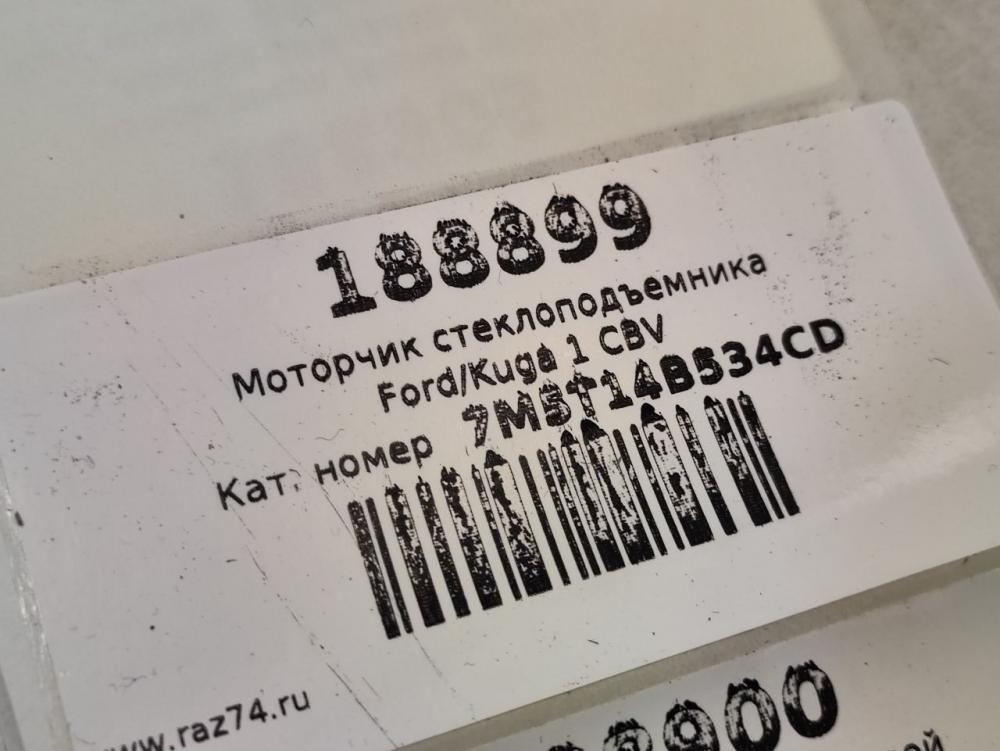 188899
Моторчик стеклоподъемника
Ford/Kuga 1 CBV
Кат. номер 7M5T14B534CD
www.raz74.ru